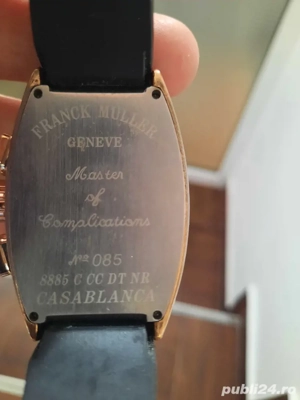 FRANCK MULLER
GENEVE
Master
of
Complications
Nº 085
8885 C CC DT NR
CASABLANCA
publi24.ro